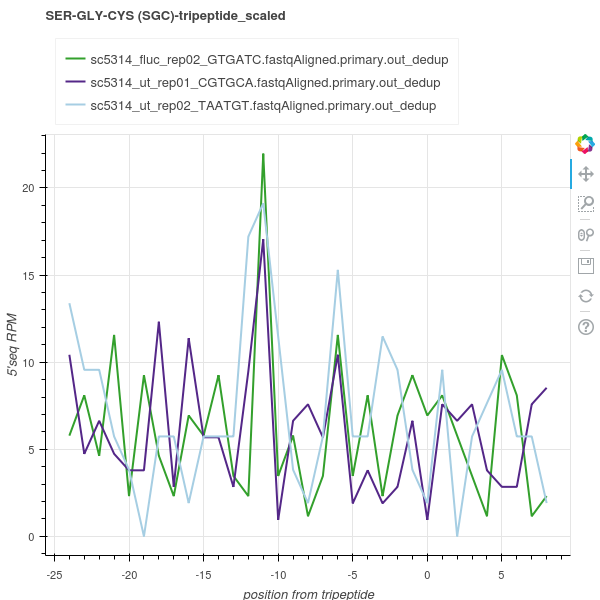 SER-GLY-CYS (SGC)-tripeptide_scaled
sc5314_fluc_rep02_GTGATC.fastqAligned.primary.out_dedup
sc5314_ut_rep01_CGTGCA.fastqAligned.primary.out_dedup
sc5314_ut_rep02_TAATGT.fastqAligned.primary.out_dedup
20
15
10
5
0
5'seq RPM
-25 -20 -15 -10 -5 0 5
position from tripeptide